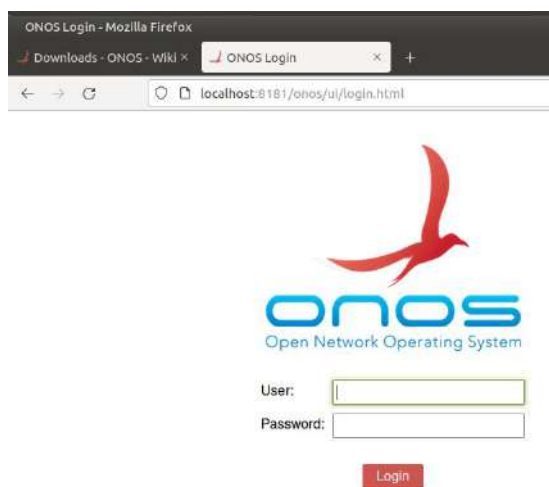 ONOS Login - Mozilla Firefox
Downloads - ONOS - Wiki × ONOS Login × +
localhost:8181/onos/ui/login.html
onos
Open Network Operating System
User:
Password:
Login